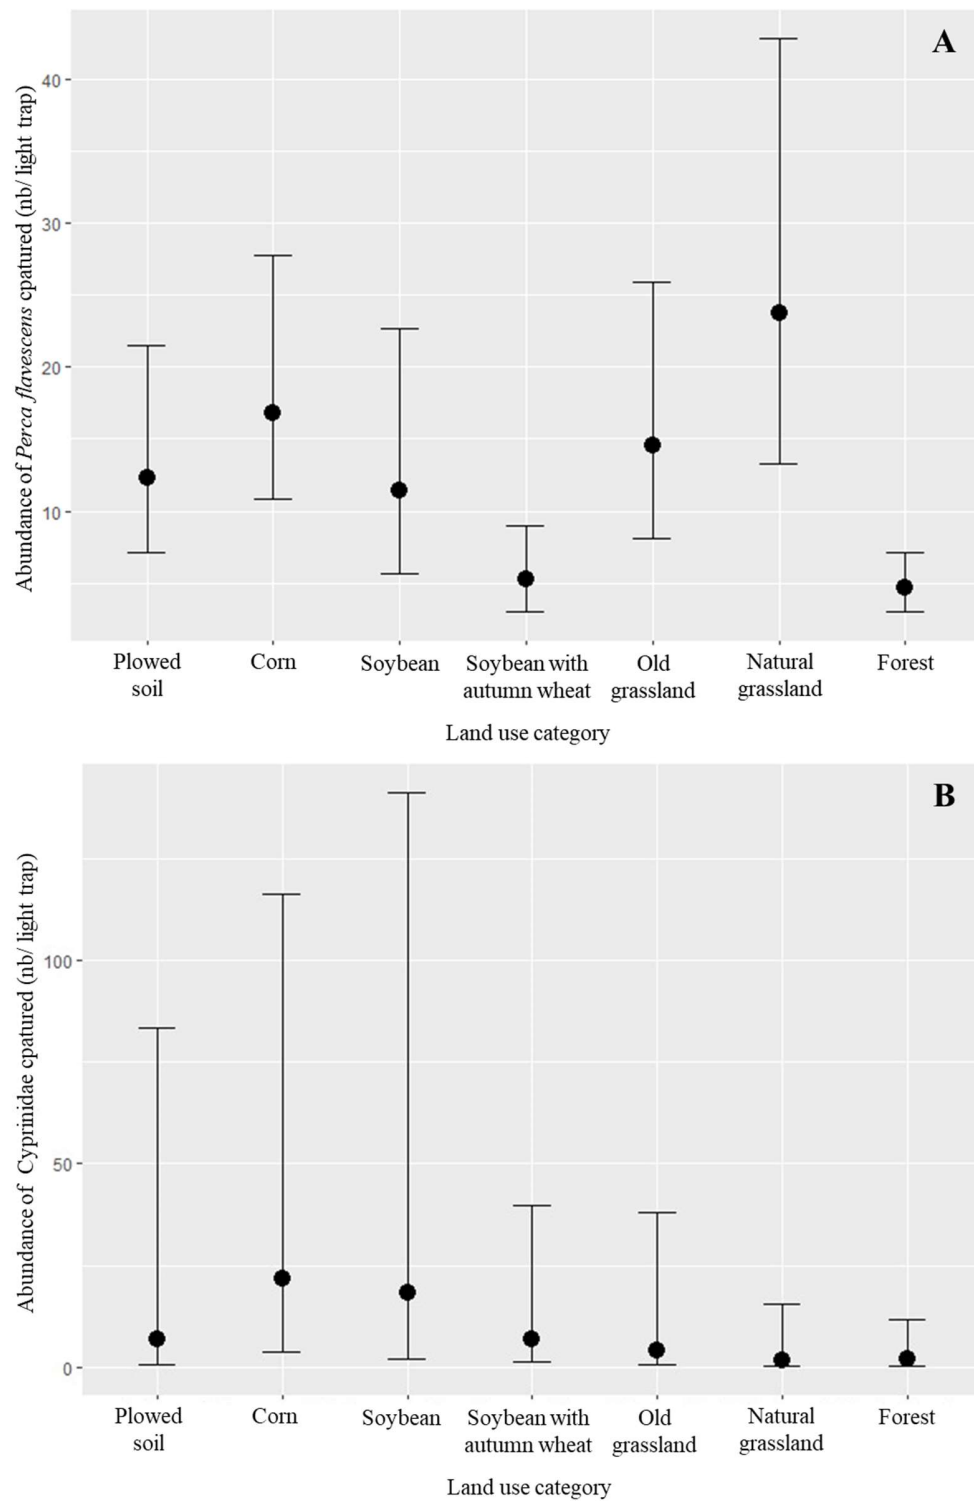 A
Abundance of Perca flavescens cpatured (nb/ light trap)
40
30
20
10
Plowed soil
Corn
Soybean
Soybean with autumn wheat
Old grassland
Natural grassland
Forest
Land use category
B
Abundance of Cyprinidae cpatured (nb/ light trap)
100
50
0
Plowed soil
Corn
Soybean
Soybean with autumn wheat
Old grassland
Natural grassland
Forest
Land use category